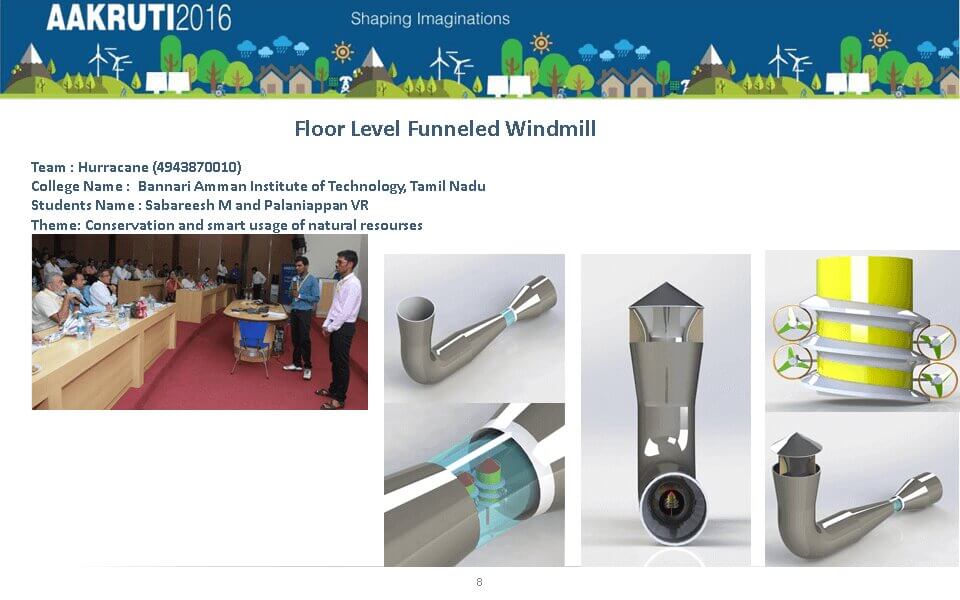 AAKRUTI2016
Shaping Imaginations
Floor Level Funneled Windmill
Team : Hurracane (4943870010)
College Name : Bannari Amman Institute of Technology, Tamil Nadu
Students Name : Sabareesh M and Palaniappan VR
Theme: Conservation and smart usage of natural resourses
AAKRUTI
8